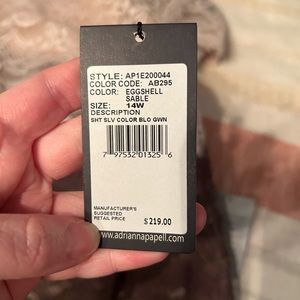 STYLE: AP1E200044
COLOR CODE: AB295
COLOR: EGGSHELL
SABLE
SIZE: 14W
DESCRIPTION
SHT SLV COLOR BLO GWN
7 97532 01325 6
MANUFACTURER'S
SUGGESTED
RETAIL PRICE $219.00
www.adriannapapell.com